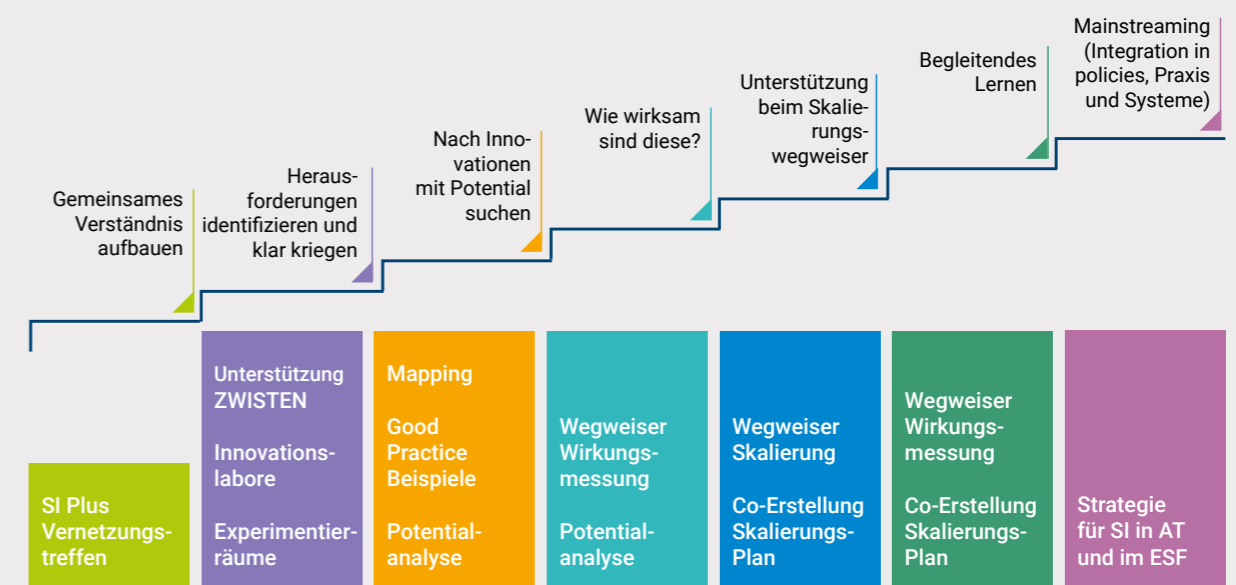 Gemeinsames
Verständnis
aufbauen
Heraus-
forderungen
identifizieren und
klar kriegen
Nach Inno-
vationen
mit Potential
suchen
Wie wirksam
sind diese?
Unterstützung
beim Skalie-
rungs-
wegweiser
Begleitendes
Lernen
Mainstreaming
(Integration in
policies, Praxis
und Systeme)
SI Plus
Vernetzungs-
treffen
Unterstützung
ZWISTEN
Innovations-
labore
Experimentier-
räume
Mapping
Good
Practice
Beispiele
Potential-
analyse
Wegweiser
Wirkungs-
messung
Potential-
analyse
Wegweiser
Skalierung
Co-Erstellung
Skalierungs-
Plan
Wegweiser
Wirkungs-
messung
Co-Erstellung
Skalierungs-
Plan
Strategie
für SI in AT
und im ESF